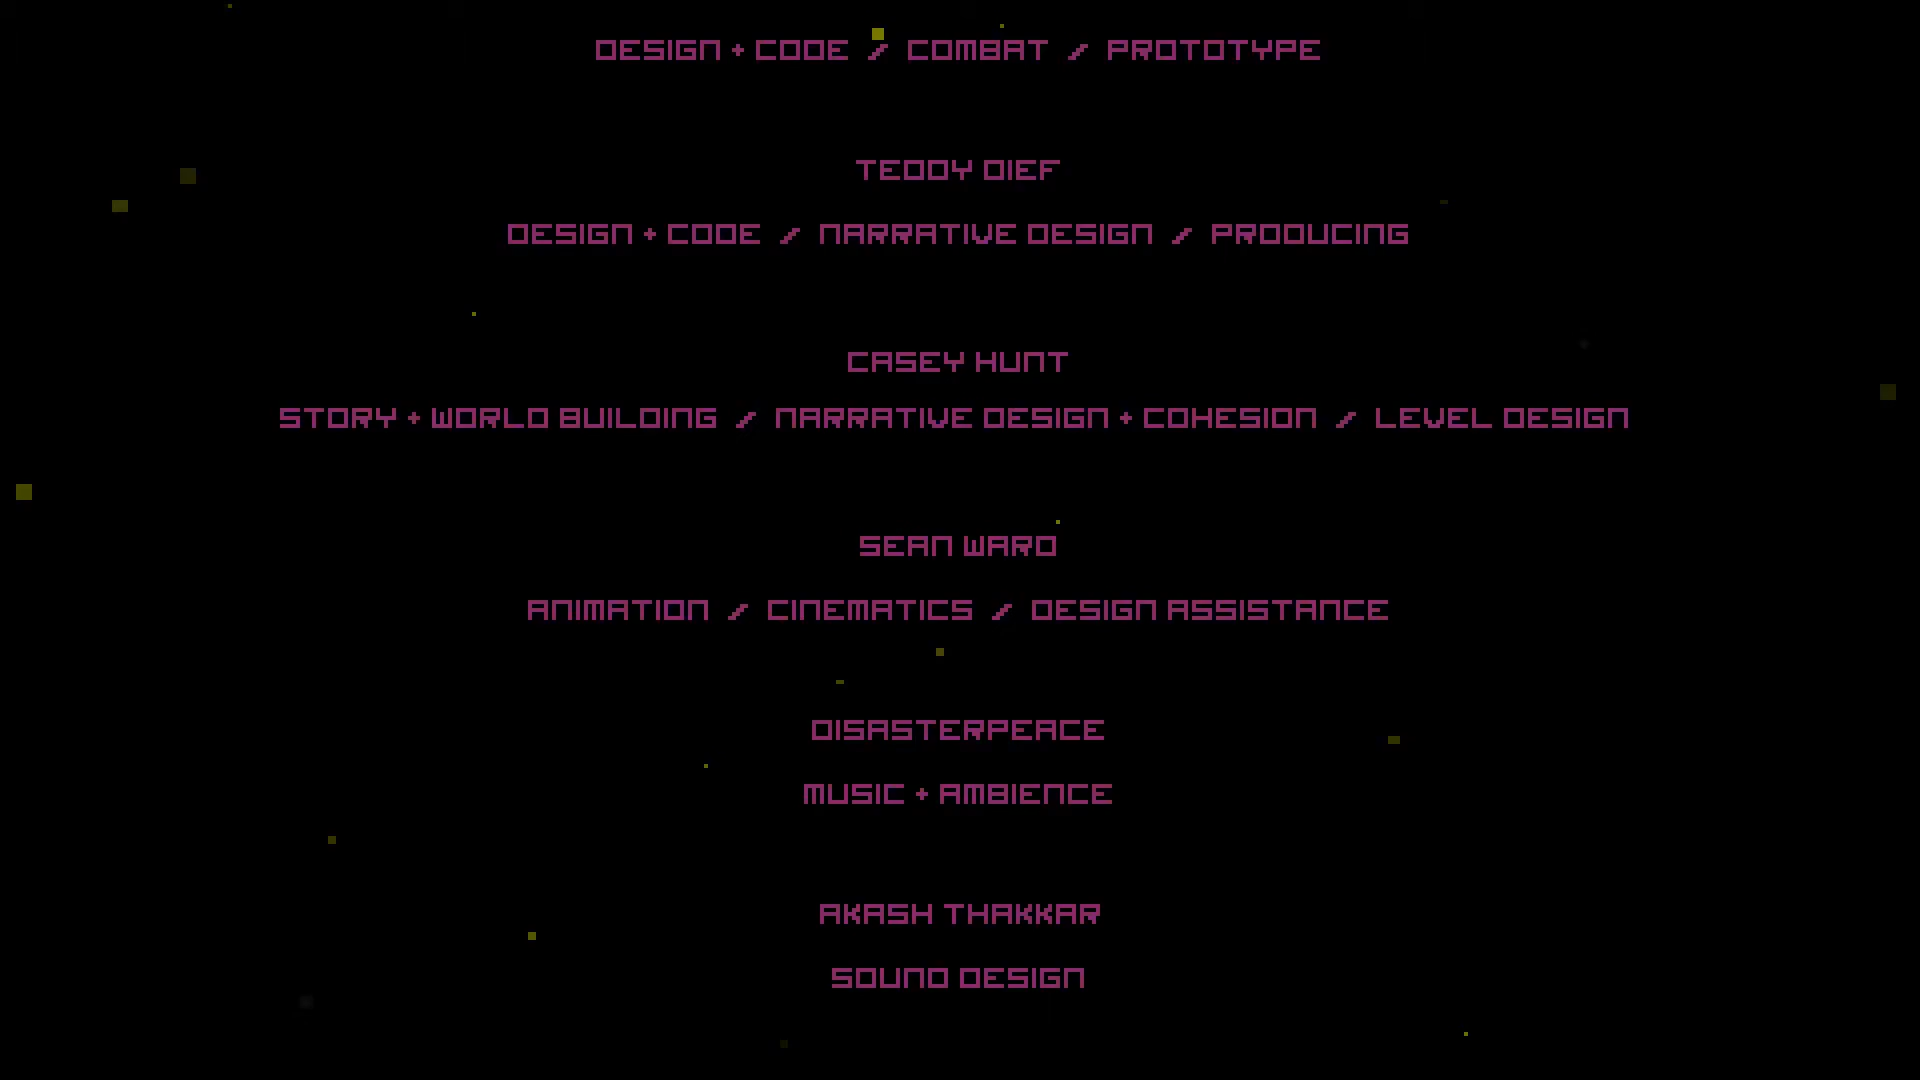 DESIGN + CODE / COMBAT / PROTOTYPE
TEDDY DIEF
DESIGN + CODE / NARRATIVE DESIGN / PRODUCING
CASEY HUNT
STORY + WORLD BUILDING / NARRATIVE DESIGN + COHESION / LEVEL DESIGN
SEAN WARD
ANIMATION / CINEMATICS / DESIGN ASSISTANCE
DISASTERPEACE
MUSIC + AMBIENCE
AKASH THAKKAR
SOUND DESIGN